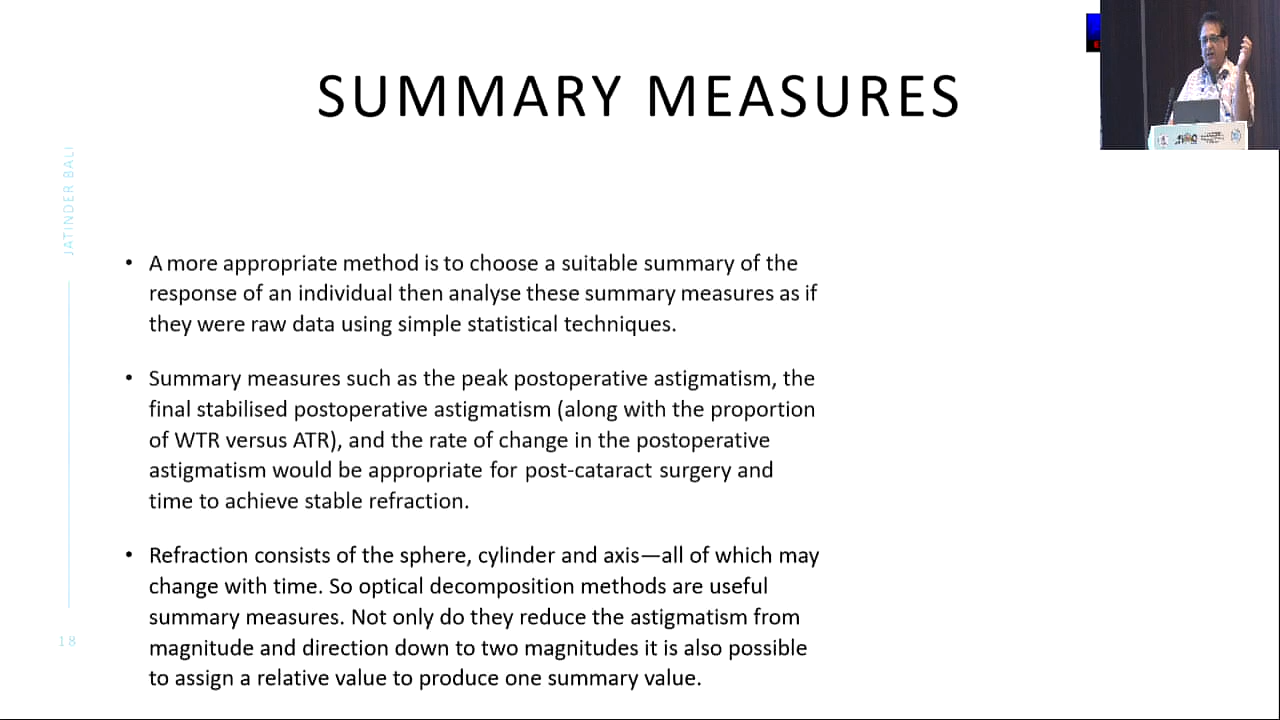 SUMMARY MEASURES
JATINDER BALI
• A more appropriate method is to choose a suitable summary of the
response of an individual then analyse these summary measures as if
they were raw data using simple statistical techniques.
• Summary measures such as the peak postoperative astigmatism, the
final stabilised postoperative astigmatism (along with the proportion
of WTR versus ATR), and the rate of change in the postoperative
astigmatism would be appropriate for post-cataract surgery and
time to achieve stable refraction.
• Refraction consists of the sphere, cylinder and axis—all of which may
change with time. So optical decomposition methods are useful
summary measures. Not only do they reduce the astigmatism from
magnitude and direction down to two magnitudes it is also possible
to assign a relative value to produce one summary value.
18